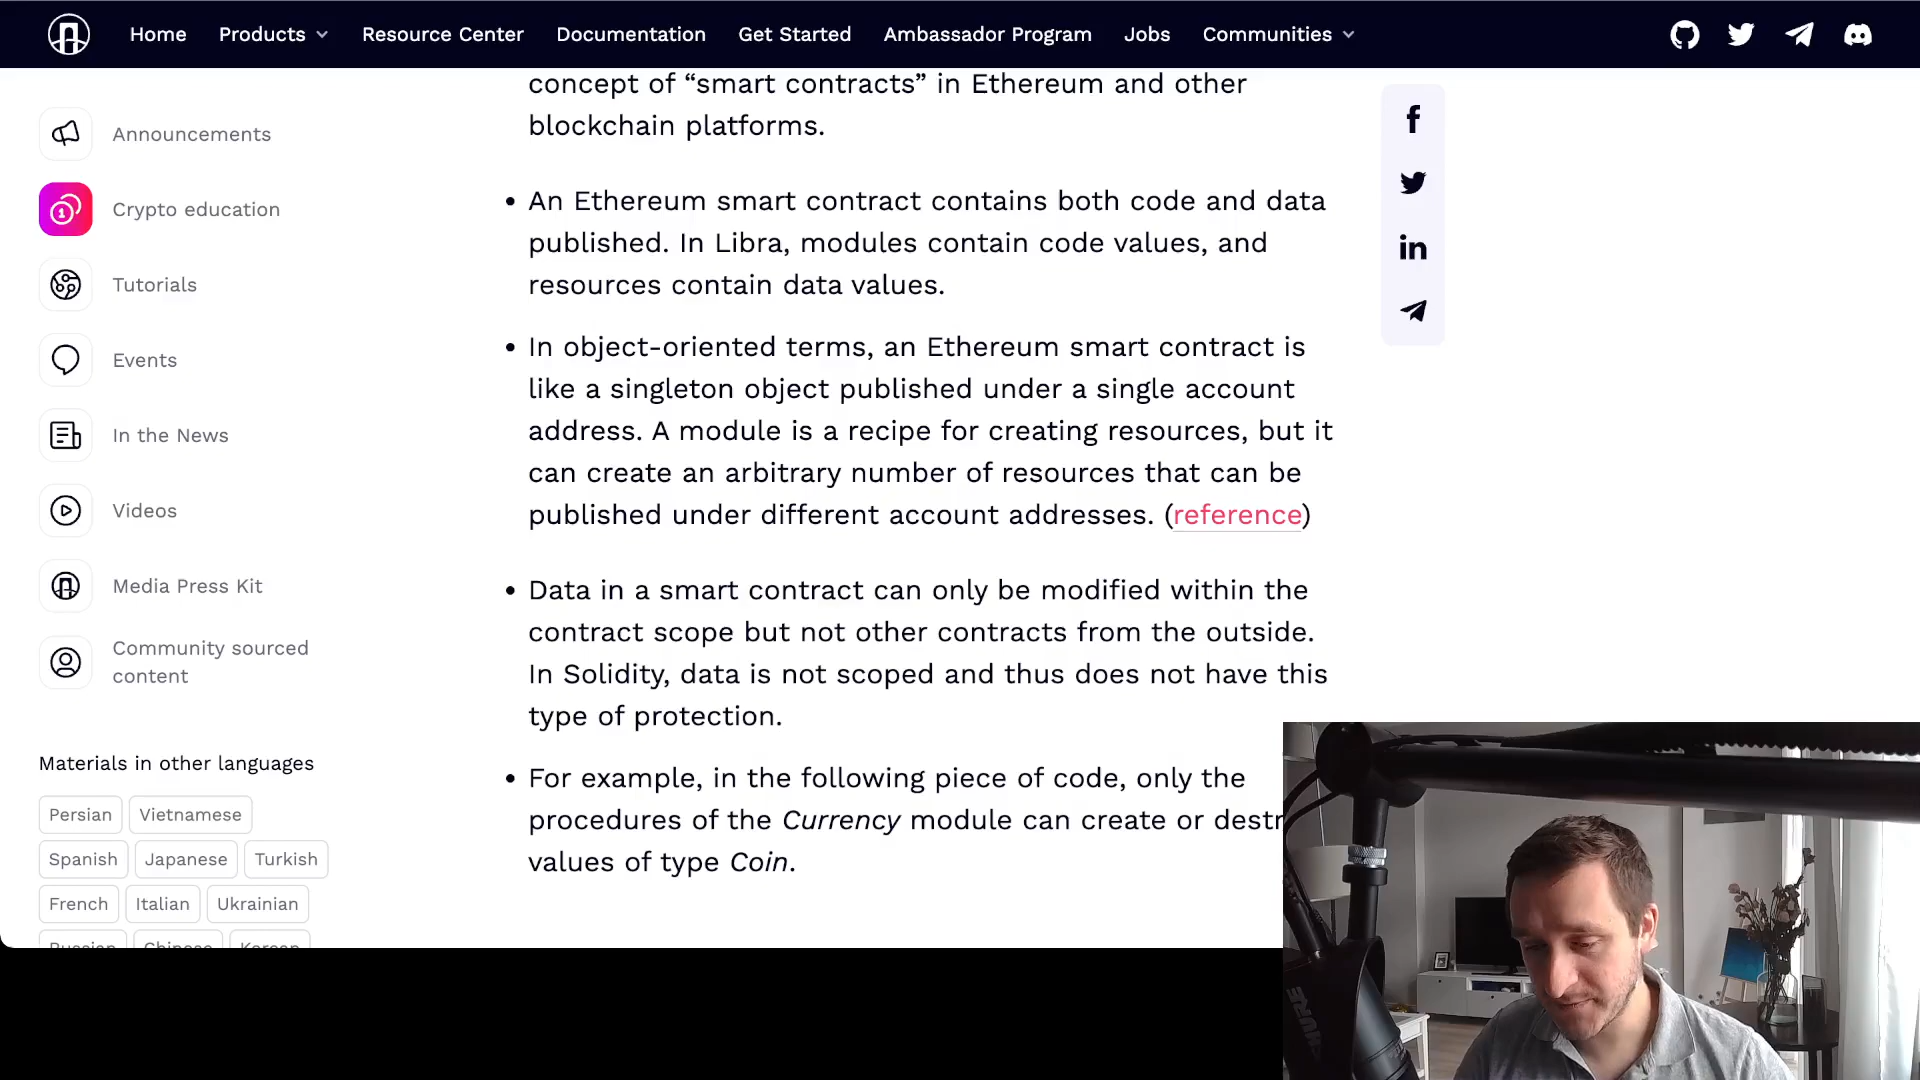 Home Products Resource Center Documentation Get Started Ambassador Program Jobs Communities
concept of “smart contracts” in Ethereum and other
blockchain platforms.
Announcements
Crypto education
Tutorials
Events
In the News
Videos
Media Press Kit
Community sourced
content
Materials in other languages
Persian Vietnamese
Spanish Japanese Turkish
French Italian Ukrainian
Russian Chinese Korean
• An Ethereum smart contract contains both code and data
published. In Libra, modules contain code values, and
resources contain data values.
• In object-oriented terms, an Ethereum smart contract is
like a singleton object published under a single account
address. A module is a recipe for creating resources, but it
can create an arbitrary number of resources that can be
published under different account addresses. (reference)
• Data in a smart contract can only be modified within the
contract scope but not other contracts from the outside.
In Solidity, data is not scoped and thus does not have this
type of protection.
• For example, in the following piece of code, only the
procedures of the Currency module can create or destr
values of type Coin.
f
in
SHURE